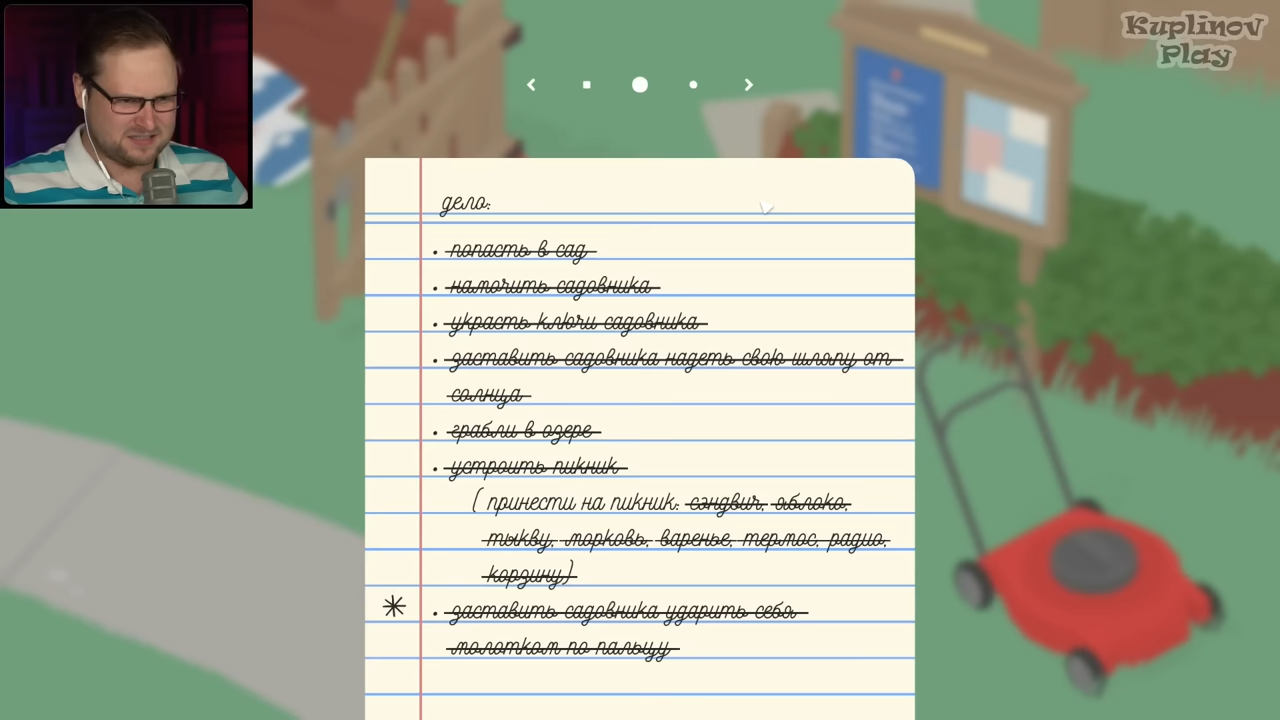 Kuplinov
Play
дело:
• попасть в сад
• намочить садовника
• украсть ключи садовника
• заставить садовника надеть свою шляпу от
солнца
• грабли в озере
• устроить пикник
( принести на пикник: сэндвич, яблоко,
тыкву, морковь, варенье, термос, радио,
корзину)
• заставить садовника ударить себя
молотком по пальцу